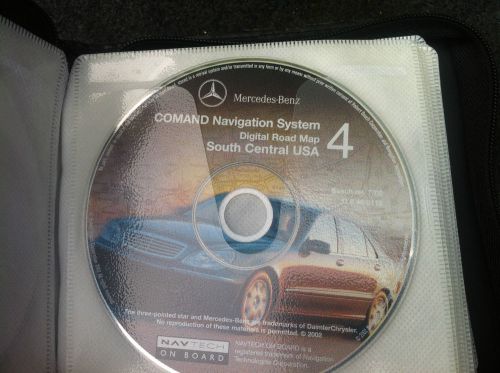 Mercedes-Benz
COMAND Navigation System
Digital Road Map
South Central USA
4
The three-pointed star and Mercedes-Benz are trademarks of DaimlerChrysler.
No reproduction of these materials is permitted. © 2002
NAVTECH
ON BOARD
NAVTECH ON BOARD is a
registered trademark of Navigation
Technologies Corporation.